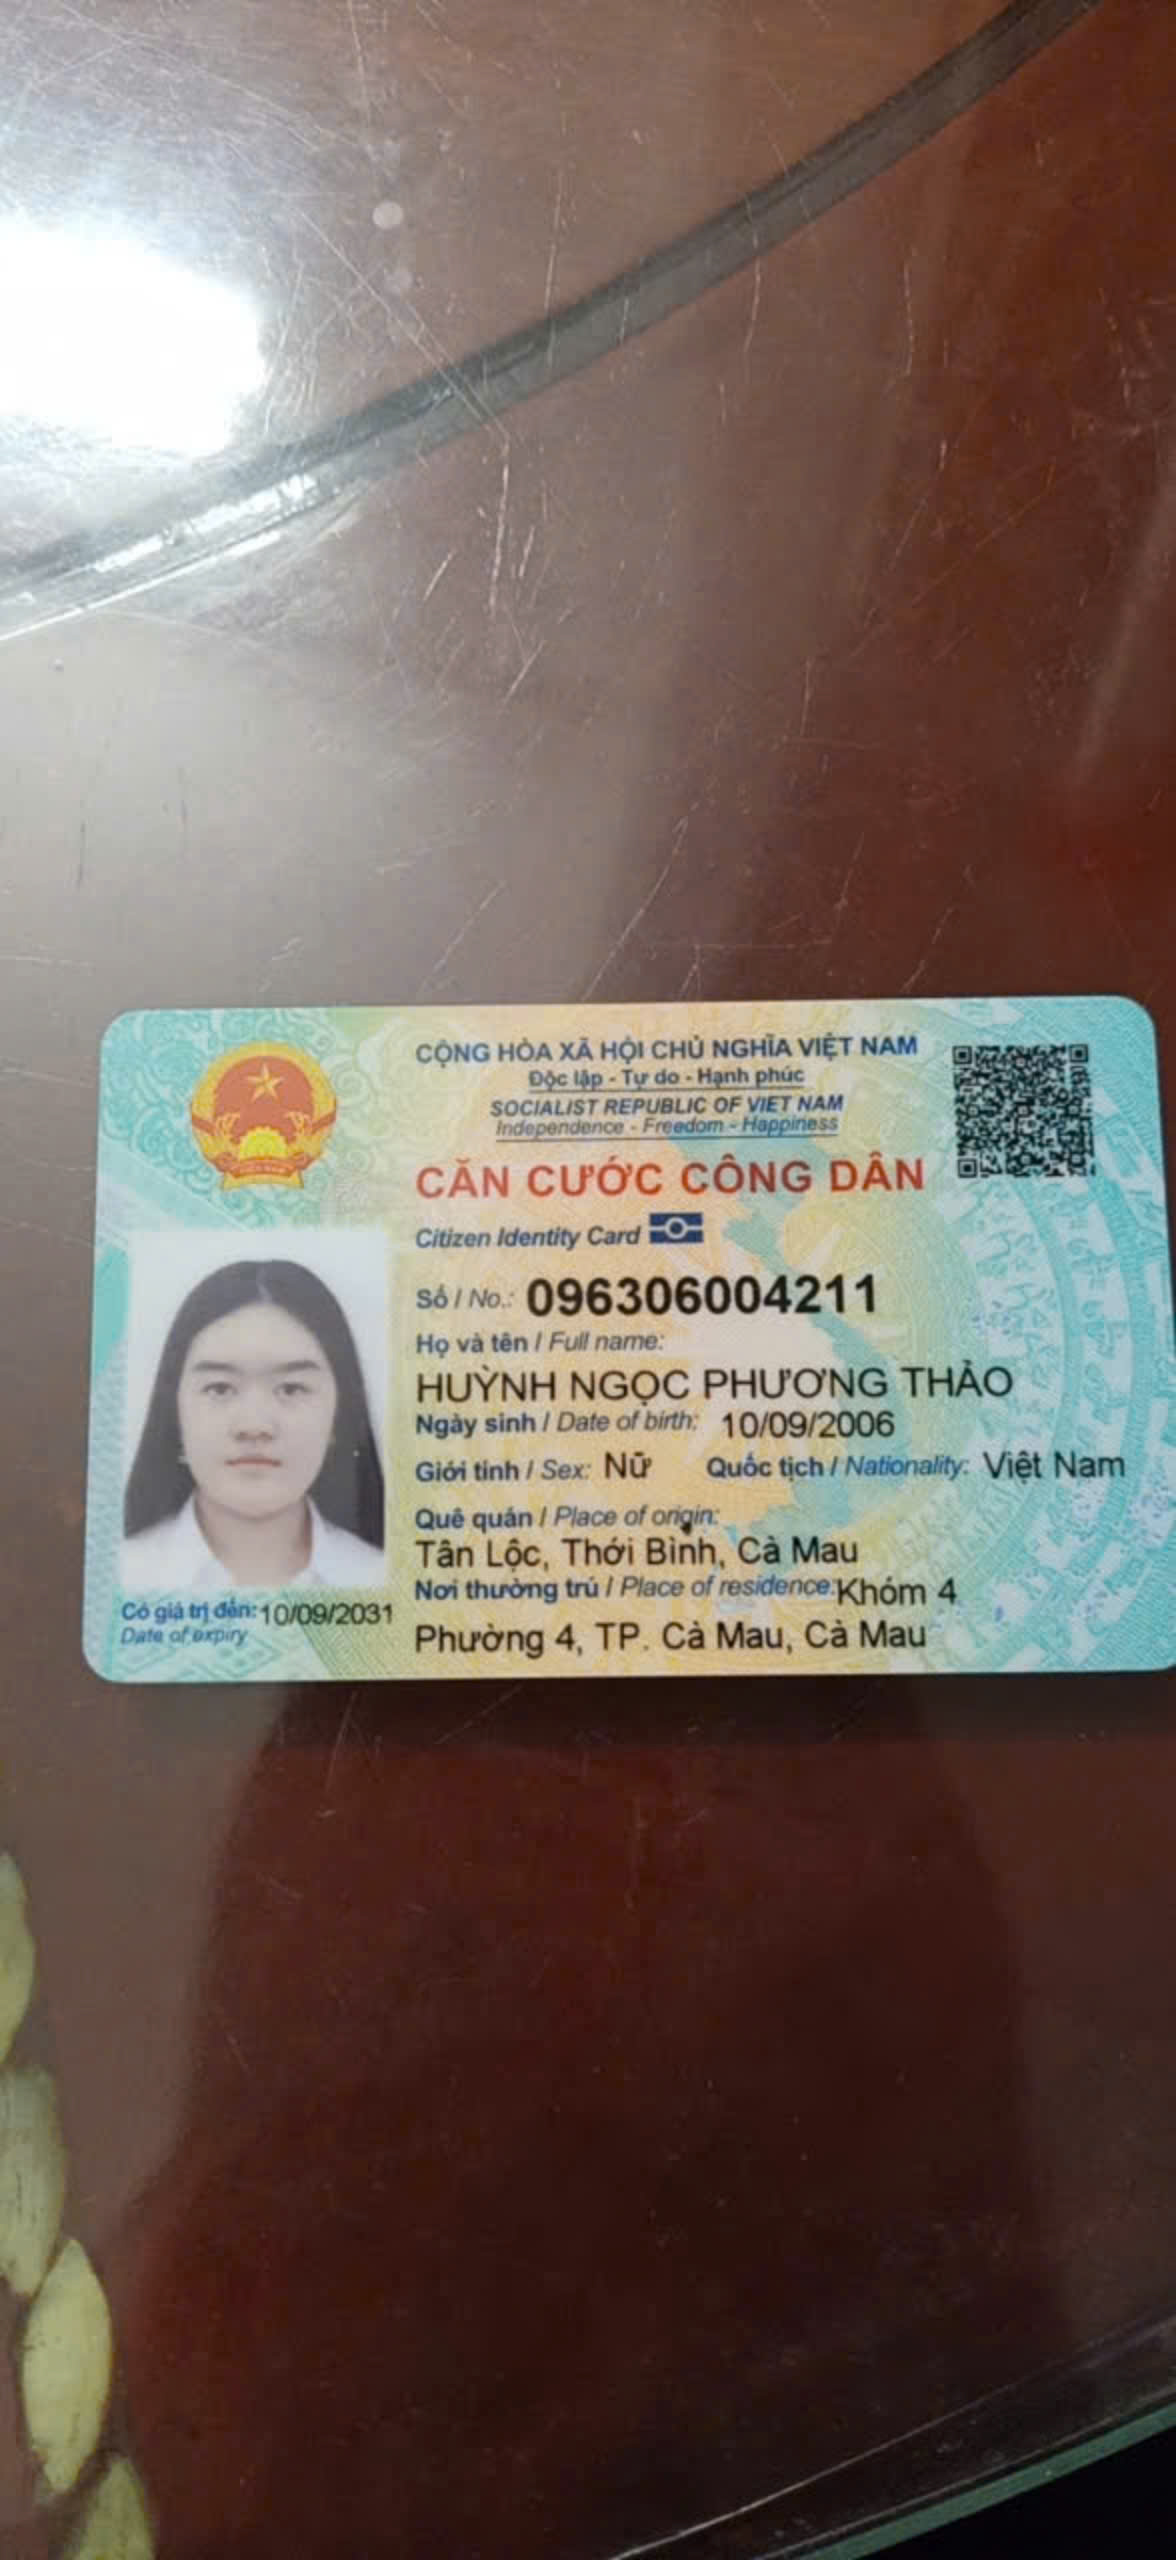 CỘNG HÒA XÃ HỘI CHỦ NGHĨA VIỆT NAM
Độc lập - Tự do - Hạnh phúc
SOCIALIST REPUBLIC OF VIET NAM
Independence - Freedom - Happiness
CĂN CƯỚC CÔNG DÂN
Citizen Identity Card
Số / No.: 096306004211
Họ và tên / Full name:
HUỲNH NGỌC PHƯƠNG THẢO
Ngày sinh / Date of birth: 10/09/2006
Giới tính / Sex: Nữ Quốc tịch / Nationality: Việt Nam
Quê quán / Place of origin:
Tân Lộc, Thới Bình, Cà Mau
Nơi thường trú / Place of residence: Khóm 4
Phường 4, TP. Cà Mau, Cà Mau
Có giá trị đến: 10/09/2031
Date of expiry